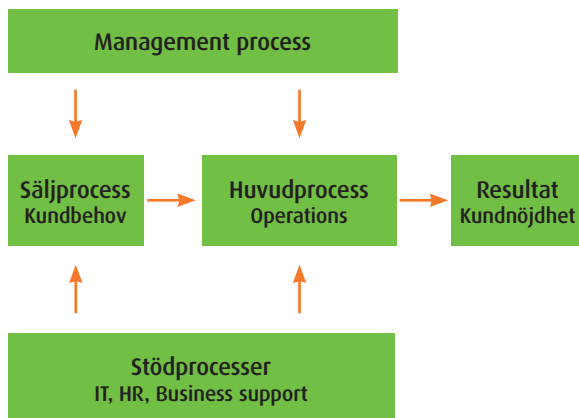 Management process
Säljprocess
Kundbehov
Huvudprocess
Operations
Resultat
Kundnöjdhet
Stödprocesser
IT, HR, Business support